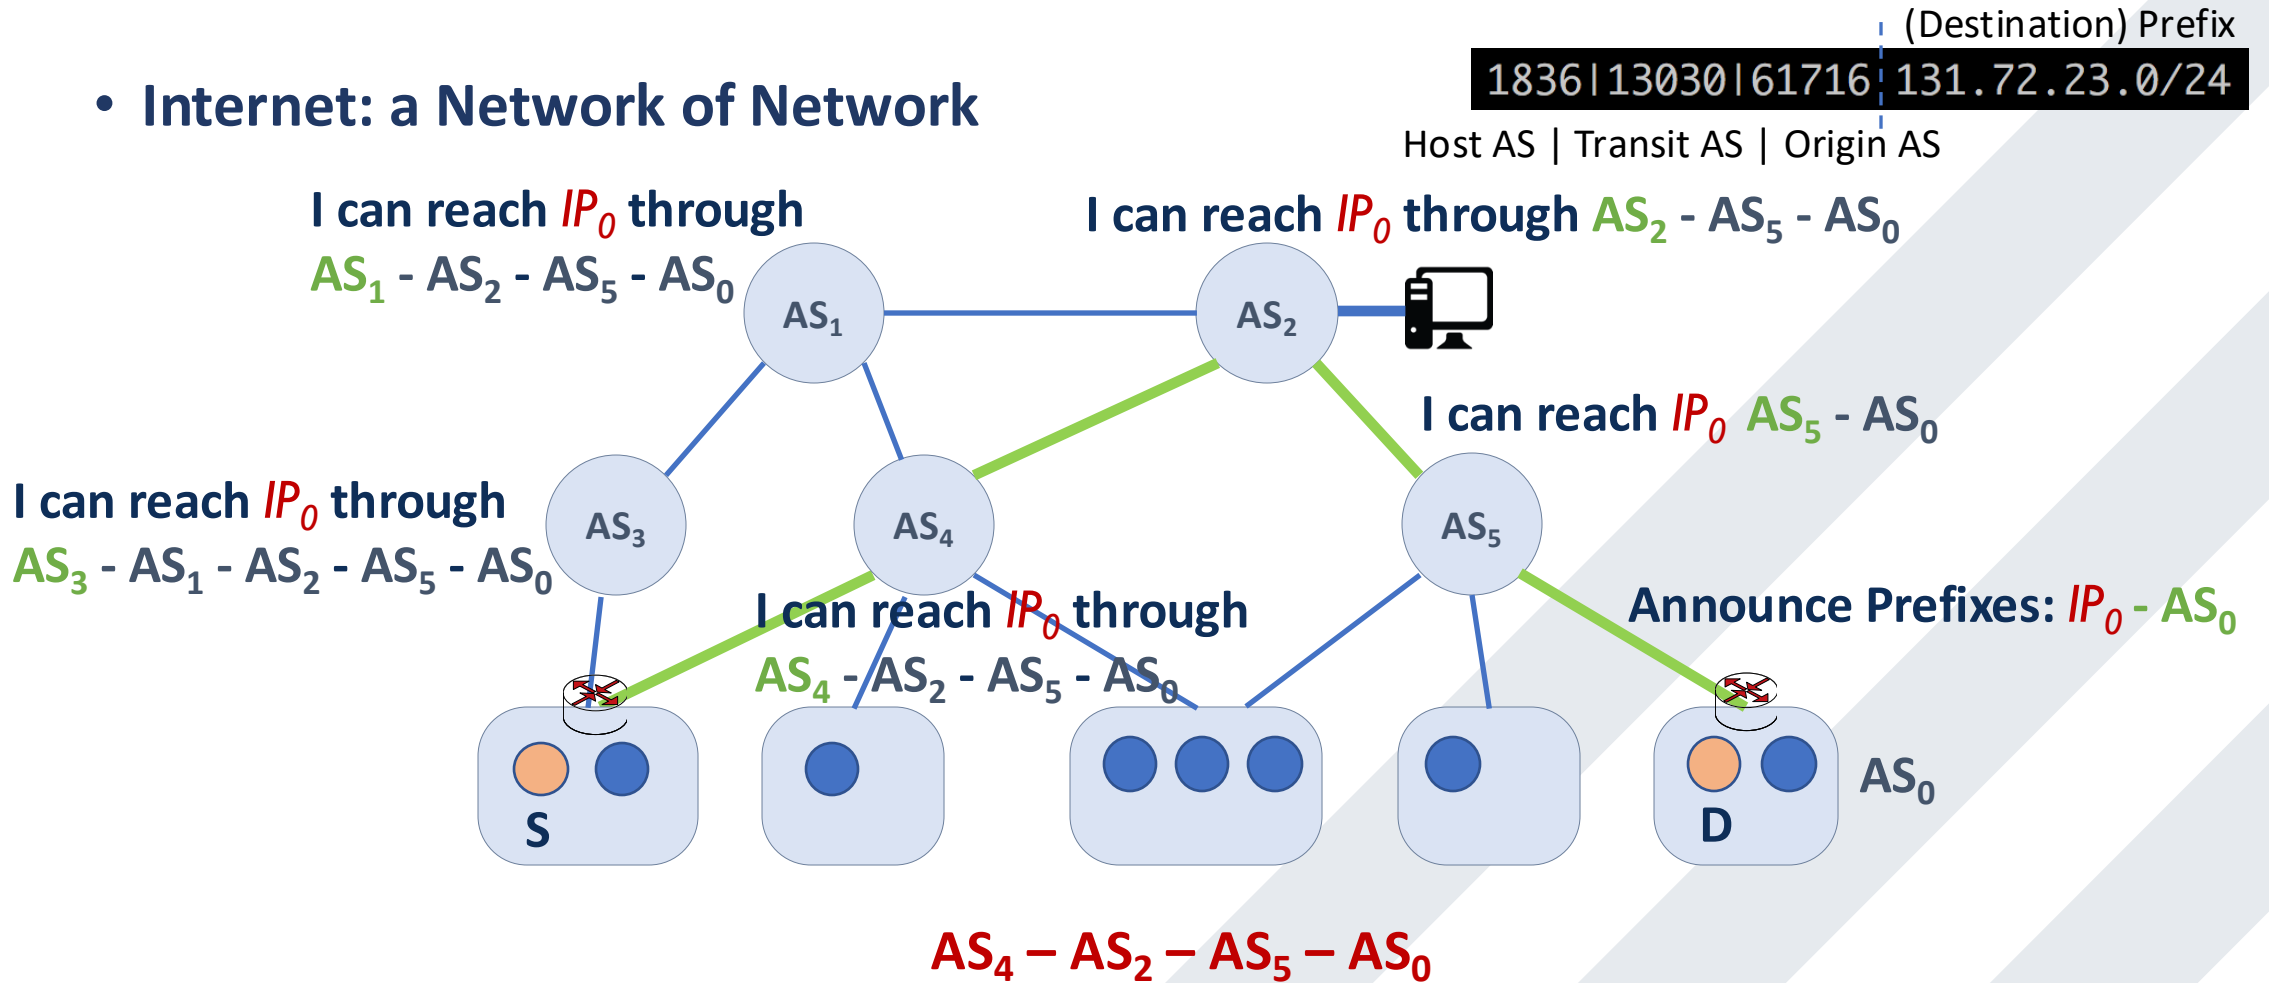 (Destination) Prefix
1836|13030|61716 131.72.23.0/24
Host AS | Transit AS | Origin AS
• Internet: a Network of Network
I can reach IP0 through
AS1 - AS2 - AS5 - AS0
I can reach IP0 through AS2 - AS5 - AS0
AS1
AS2
I can reach IP0 AS5 - AS0
I can reach IP0 through
AS3 - AS1 - AS2 - AS5 - AS0
AS3
AS4
AS5
I can reach IP0 through
AS4 - AS2 - AS5 - AS0
Announce Prefixes: IP0 - AS0
S
D
AS0
AS4 – AS2 – AS5 – AS0